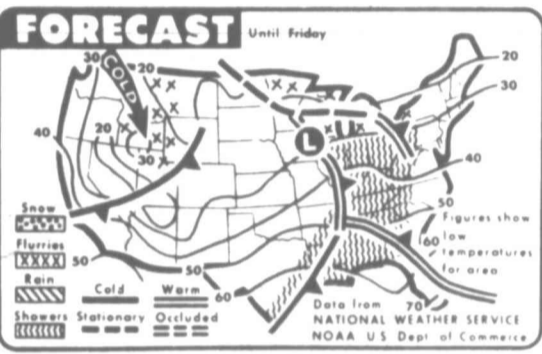 FORECAST Until Friday
30
COLD
20
20
30
40
20
30
L
40
50
Snow
Flurries
Rain
Showers
50
Cold
Warm
Stationary
Occluded
50
60
60
70
Figures show
low
temperatures
for area
Data from
NATIONAL WEATHER SERVICE
NOAA US Dept of Commerce